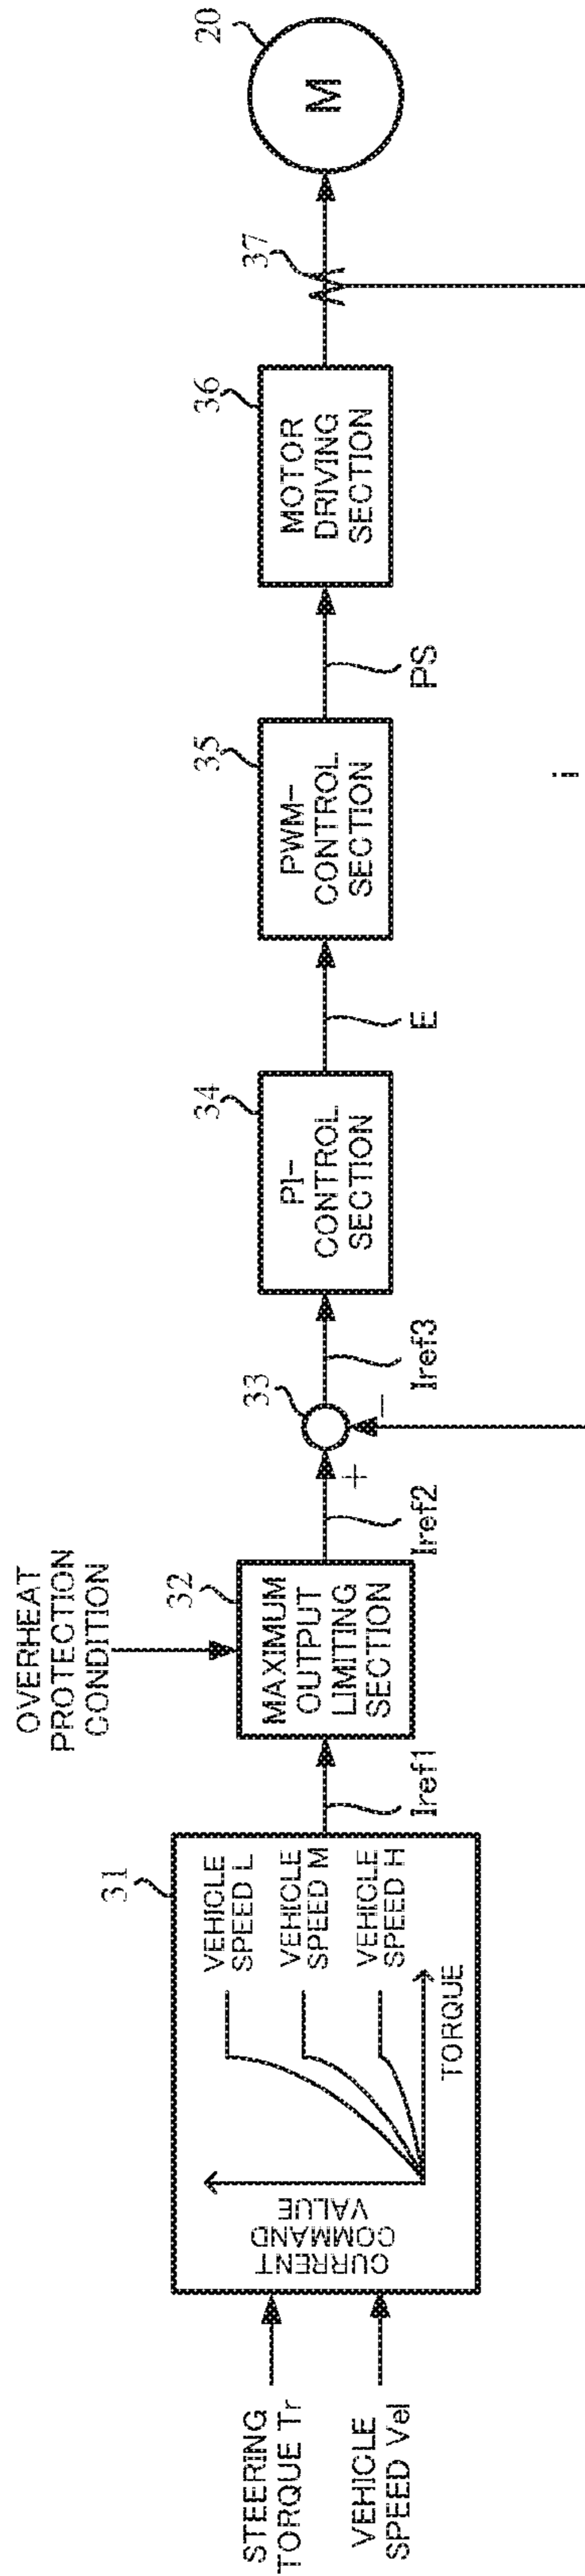 STEERING
TORQUE Tr
VEHICLE
SPEED Vel
31
CURRENT
COMMAND
VALUE
VEHICLE
SPEED L
VEHICLE
SPEED M
VEHICLE
SPEED H
TORQUE
Iref1
OVERHEAT
PROTECTION
CONDITION
32
MAXIMUM
OUTPUT
LIMITING
SECTION
Iref2
+
33
−
Iref3
34
PI-
CONTROL
SECTION
E
35
PWM-
CONTROL
SECTION
PS
36
MOTOR
DRIVING
SECTION
37
20
M
i